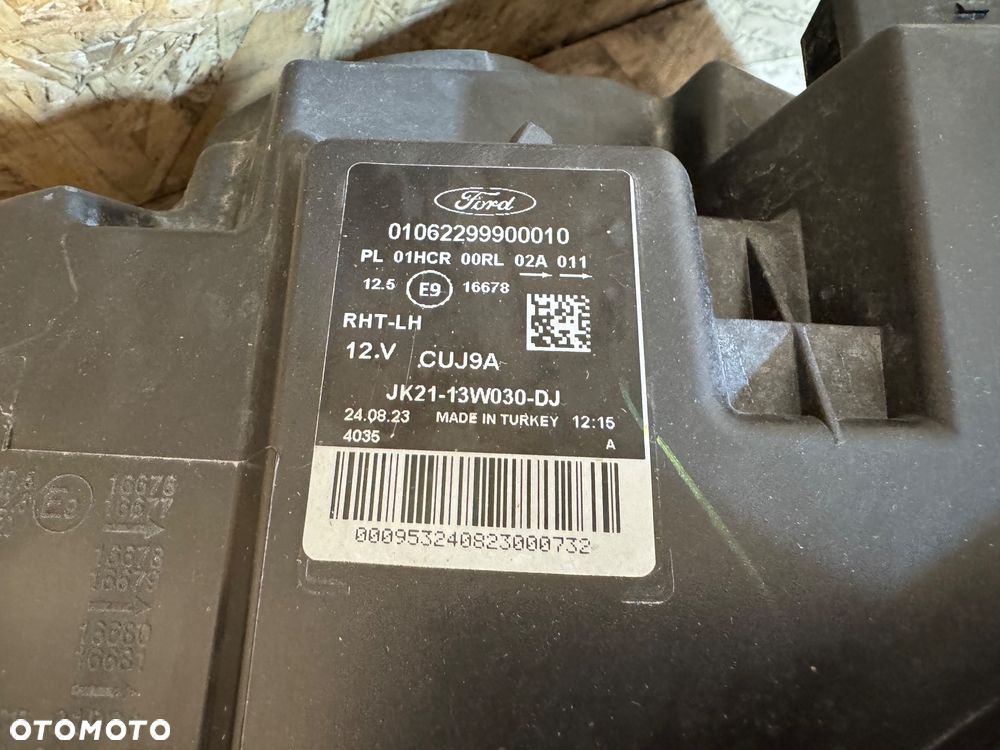 Ford
01062299900010
PL 01HCR 00RL 02A 011
12.5 E9 16678
RHT-LH
12.V CUJ9A
JK21-13W030-DJ
24.08.23 MADE IN TURKEY 12:15
4035 A
000953240823000732
E9 16676
16677
16678
16679
16680
16681
OTOMOTO